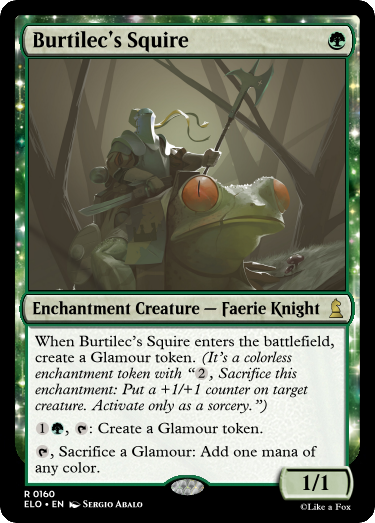 Burtilec's Squire
Enchantment Creature — Faerie Knight
When Burtilec's Squire enters the battlefield,
create a Glamour token. (It's a colorless
enchantment token with “2, Sacrifice this
enchantment: Put a +1/+1 counter on target
creature. Activate only as a sorcery.”)
1, : Create a Glamour token.
, Sacrifice a Glamour: Add one mana of
any color.
1/1
R 0160
ELO • EN Sergio Abalo
©Like a Fox